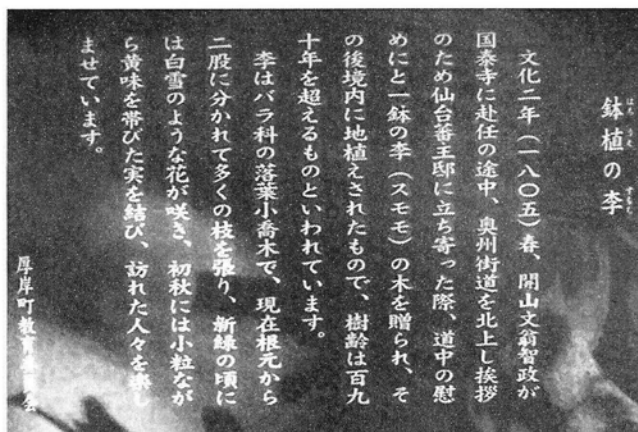 鉢植の李
文化二年（一八〇五）春、開山文翁智政が
国泰寺に赴任の途中、奥州街道を北上し挨拶
のため仙台蕃主邸に立ち寄った際、道中の慰
めにと一鉢の李（スモモ）の木を贈られ、そ
の後境内に地植えされたもので、樹齢は百九
十年を超えるものといわれています。
李はバラ科の落葉小喬木で、現在根元から
二股に分かれて多くの枝を張り、新緑の頃に
は白雪のような花が咲き、初秋には小粒なが
ら黄味を帯びた実を結び、訪れた人々を楽し
ませています。
厚岸町教育委員会